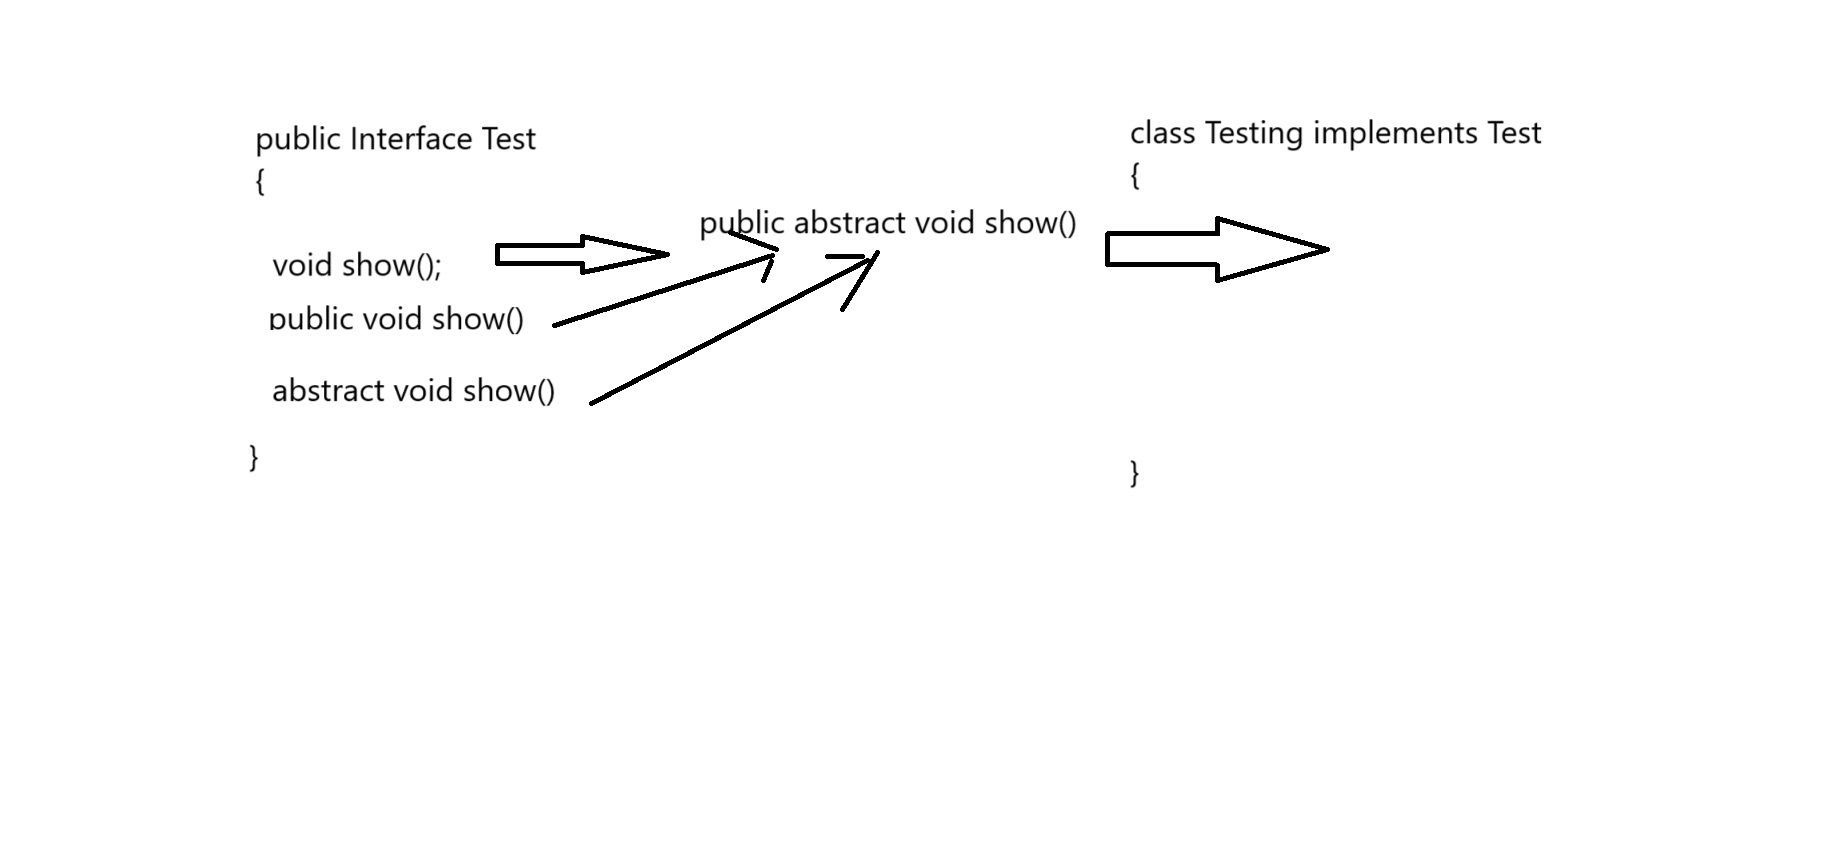 public Interface Test
{
void show();
public void show()
abstract void show()
}
public abstract void show()
class Testing implements Test
{
}